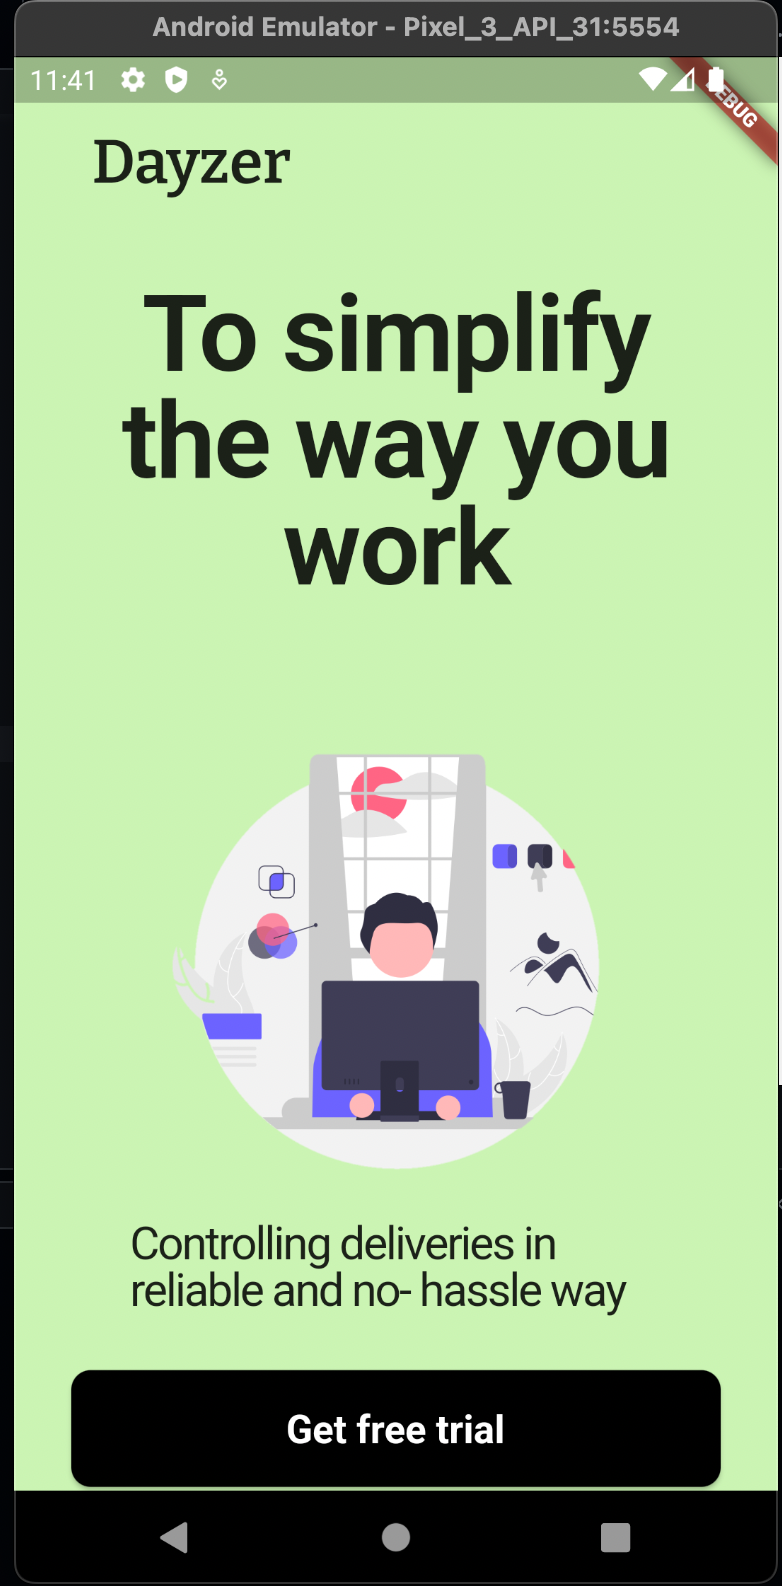 Android Emulator - Pixel_3_API_31:5554
11:41
EBUG
Dayzer
To simplify
the way you
work
Controlling deliveries in
reliable and no- hassle way
Get free trial